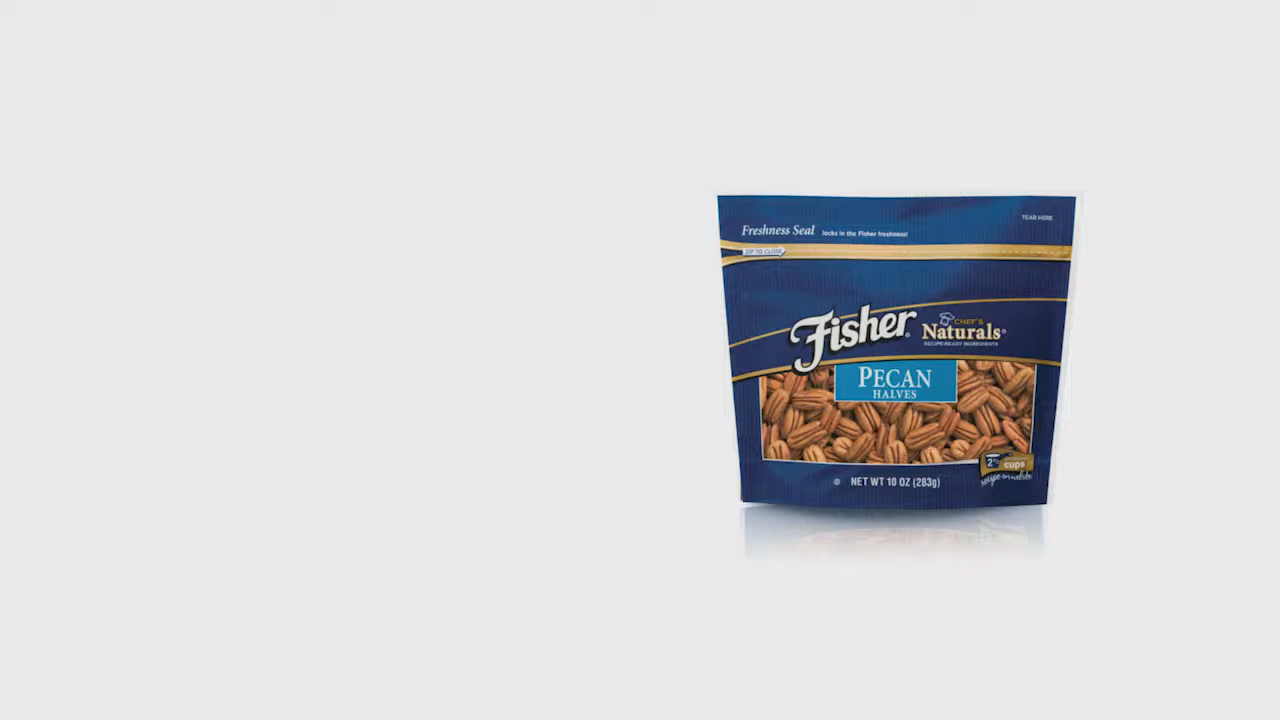 Freshness Seal locks in the Fisher freshness!
TEAR HERE
ZIP TO CLOSE
Fisher®
CHEF'S
Naturals®
RECIPE-READY INGREDIENTS
PECAN
HALVES
cups
NET WT 10 OZ (283g)